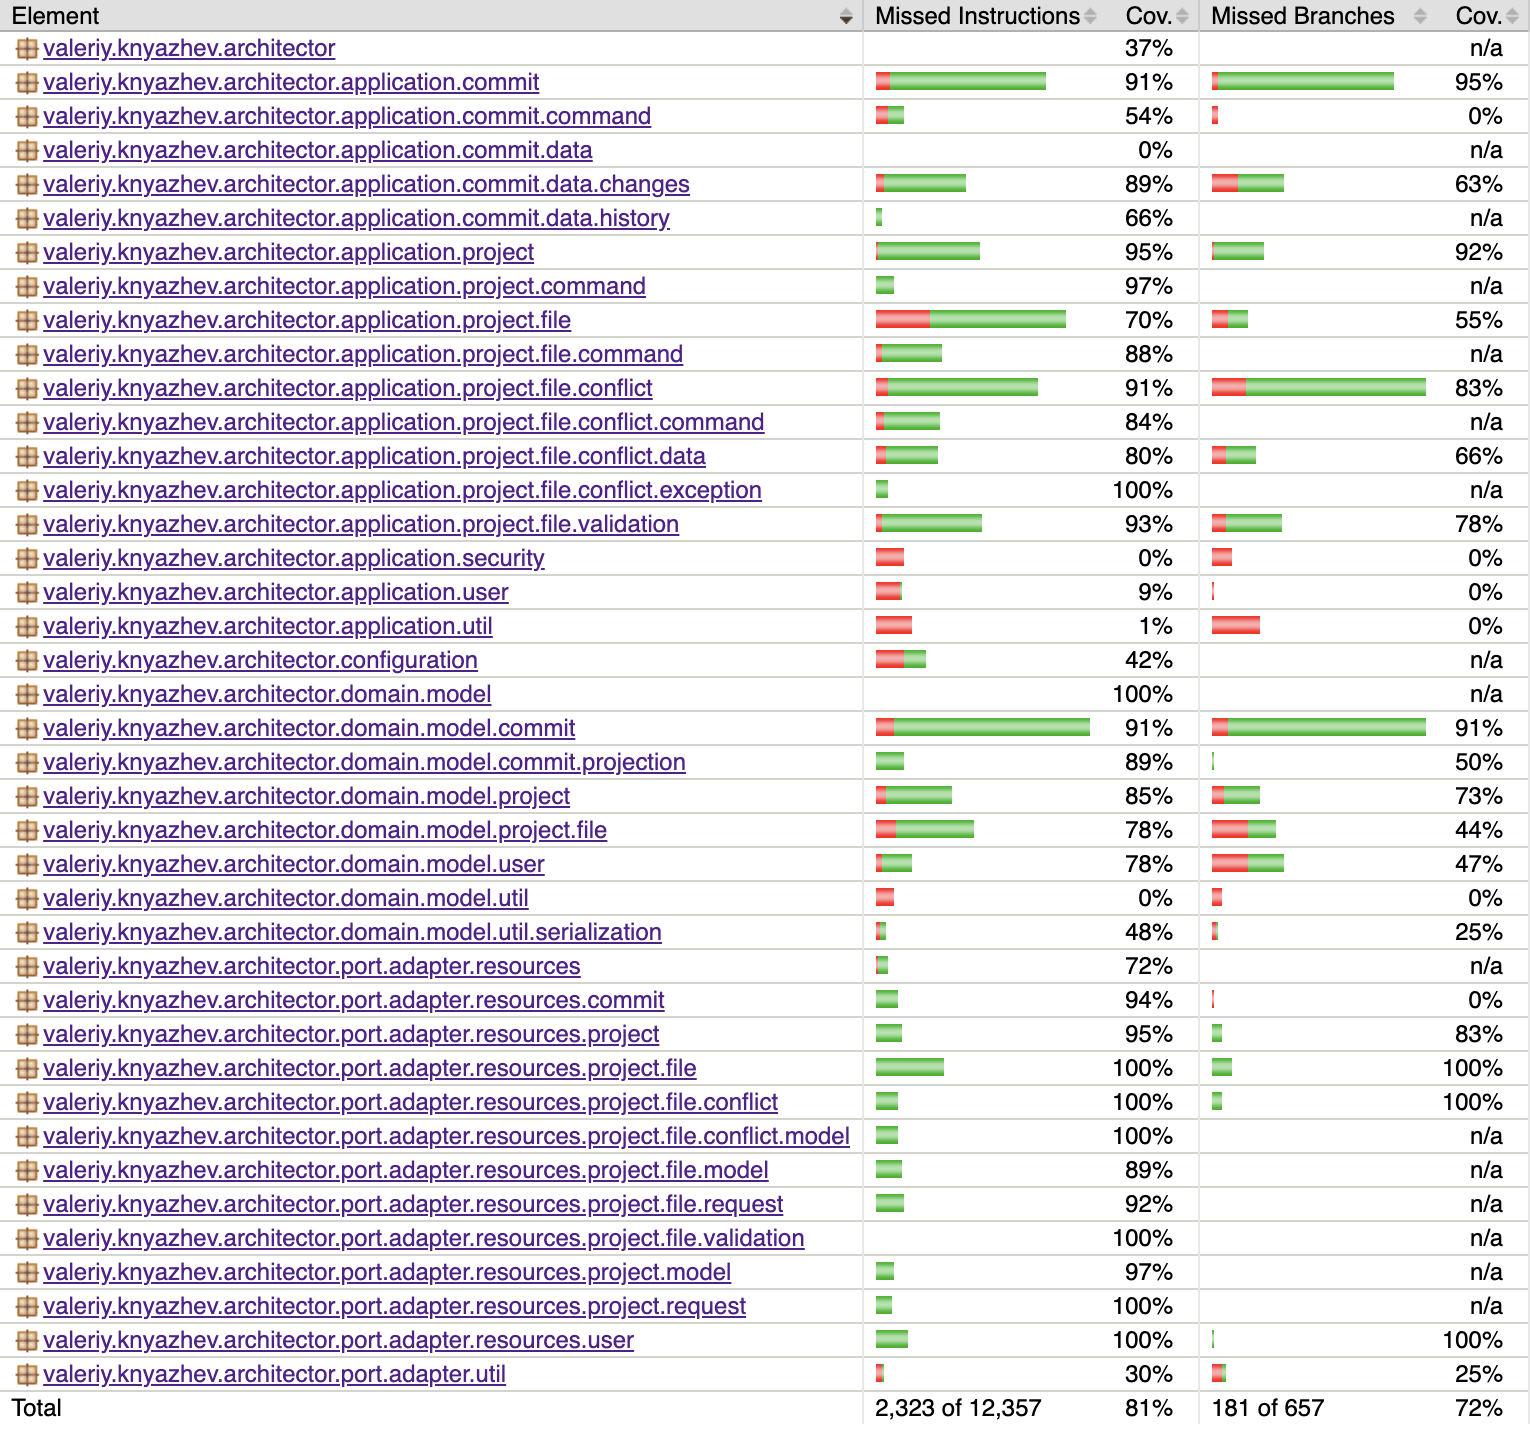 Element Missed Instructions Cov. Missed Branches Cov.
valeriy.knyazhev.architector 37% n/a
valeriy.knyazhev.architector.application.commit 91% 95%
valeriy.knyazhev.architector.application.commit.command 54% 0%
valeriy.knyazhev.architector.application.commit.data 0% n/a
valeriy.knyazhev.architector.application.commit.data.changes 89% 63%
valeriy.knyazhev.architector.application.commit.data.history 66% n/a
valeriy.knyazhev.architector.application.project 95% 92%
valeriy.knyazhev.architector.application.project.command 97% n/a
valeriy.knyazhev.architector.application.project.file 70% 55%
valeriy.knyazhev.architector.application.project.file.command 88% n/a
valeriy.knyazhev.architector.application.project.file.conflict 91% 83%
valeriy.knyazhev.architector.application.project.file.conflict.command 84% n/a
valeriy.knyazhev.architector.application.project.file.conflict.data 80% 66%
valeriy.knyazhev.architector.application.project.file.conflict.exception 100% n/a
valeriy.knyazhev.architector.application.project.file.validation 93% 78%
valeriy.knyazhev.architector.application.security 0% 0%
valeriy.knyazhev.architector.application.user 9% 0%
valeriy.knyazhev.architector.application.util 1% 0%
valeriy.knyazhev.architector.configuration 42% n/a
valeriy.knyazhev.architector.domain.model 100% n/a
valeriy.knyazhev.architector.domain.model.commit 91% 91%
valeriy.knyazhev.architector.domain.model.commit.projection 89% 50%
valeriy.knyazhev.architector.domain.model.project 85% 73%
valeriy.knyazhev.architector.domain.model.project.file 78% 44%
valeriy.knyazhev.architector.domain.model.user 78% 47%
valeriy.knyazhev.architector.domain.model.util 0% 0%
valeriy.knyazhev.architector.domain.model.util.serialization 48% 25%
valeriy.knyazhev.architector.port.adapter.resources 72% n/a
valeriy.knyazhev.architector.port.adapter.resources.commit 94% 0%
valeriy.knyazhev.architector.port.adapter.resources.project 95% 83%
valeriy.knyazhev.architector.port.adapter.resources.project.file 100% 100%
valeriy.knyazhev.architector.port.adapter.resources.project.file.conflict 100% 100%
valeriy.knyazhev.architector.port.adapter.resources.project.file.conflict.model 100% n/a
valeriy.knyazhev.architector.port.adapter.resources.project.file.model 89% n/a
valeriy.knyazhev.architector.port.adapter.resources.project.file.request 92% n/a
valeriy.knyazhev.architector.port.adapter.resources.project.file.validation 100% n/a
valeriy.knyazhev.architector.port.adapter.resources.project.model 97% n/a
valeriy.knyazhev.architector.port.adapter.resources.project.request 100% n/a
valeriy.knyazhev.architector.port.adapter.resources.user 100% 100%
valeriy.knyazhev.architector.port.adapter.util 30% 25%
Total 2,323 of 12,357 81% 181 of 657 72%